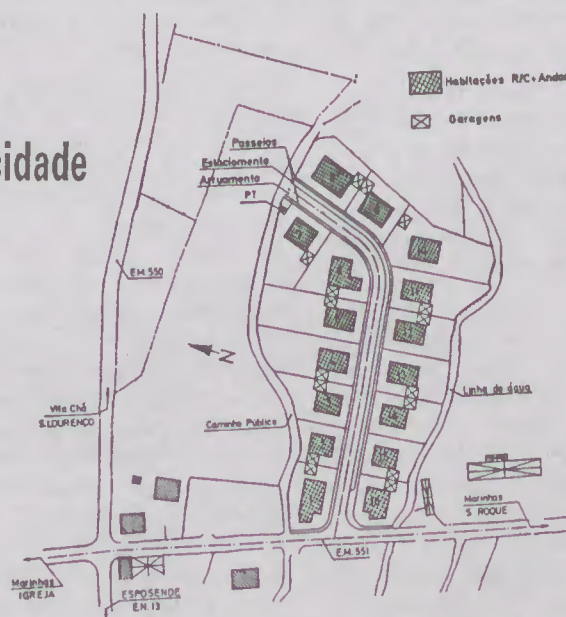 Habitações R/C+Andar
Garagens
cidade
Passeios
Estaciomento
Arruamento
PT
E.M. 550
N
Vila Chã
S. LOURENÇO
Caminho Público
Linha de água
Marinhas
S. ROQUE
E.M. 551
Marinhas
IGREJA
ESPOSENDE
E.N. 13